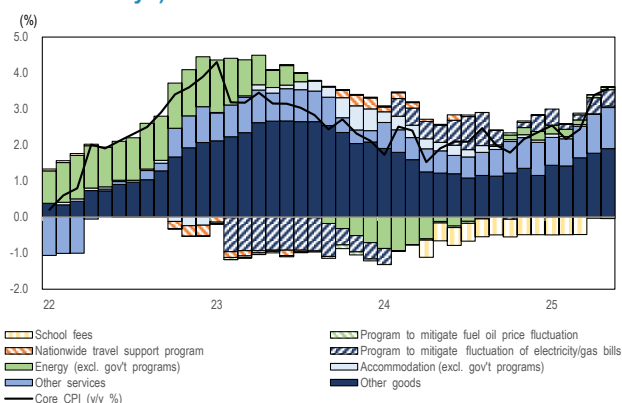 (%)
5.0
4.0
3.0
2.0
1.0
0.0
-1.0
-2.0
22 23 24 25
School fees Program to mitigate fuel oil price fluctuation
Nationwide travel support program Program to mitigate fluctuation of electricity/gas bills
Energy (excl. gov't programs) Accommodation (excl. gov't programs)
Other services Other goods
Core CPI (y/y %)